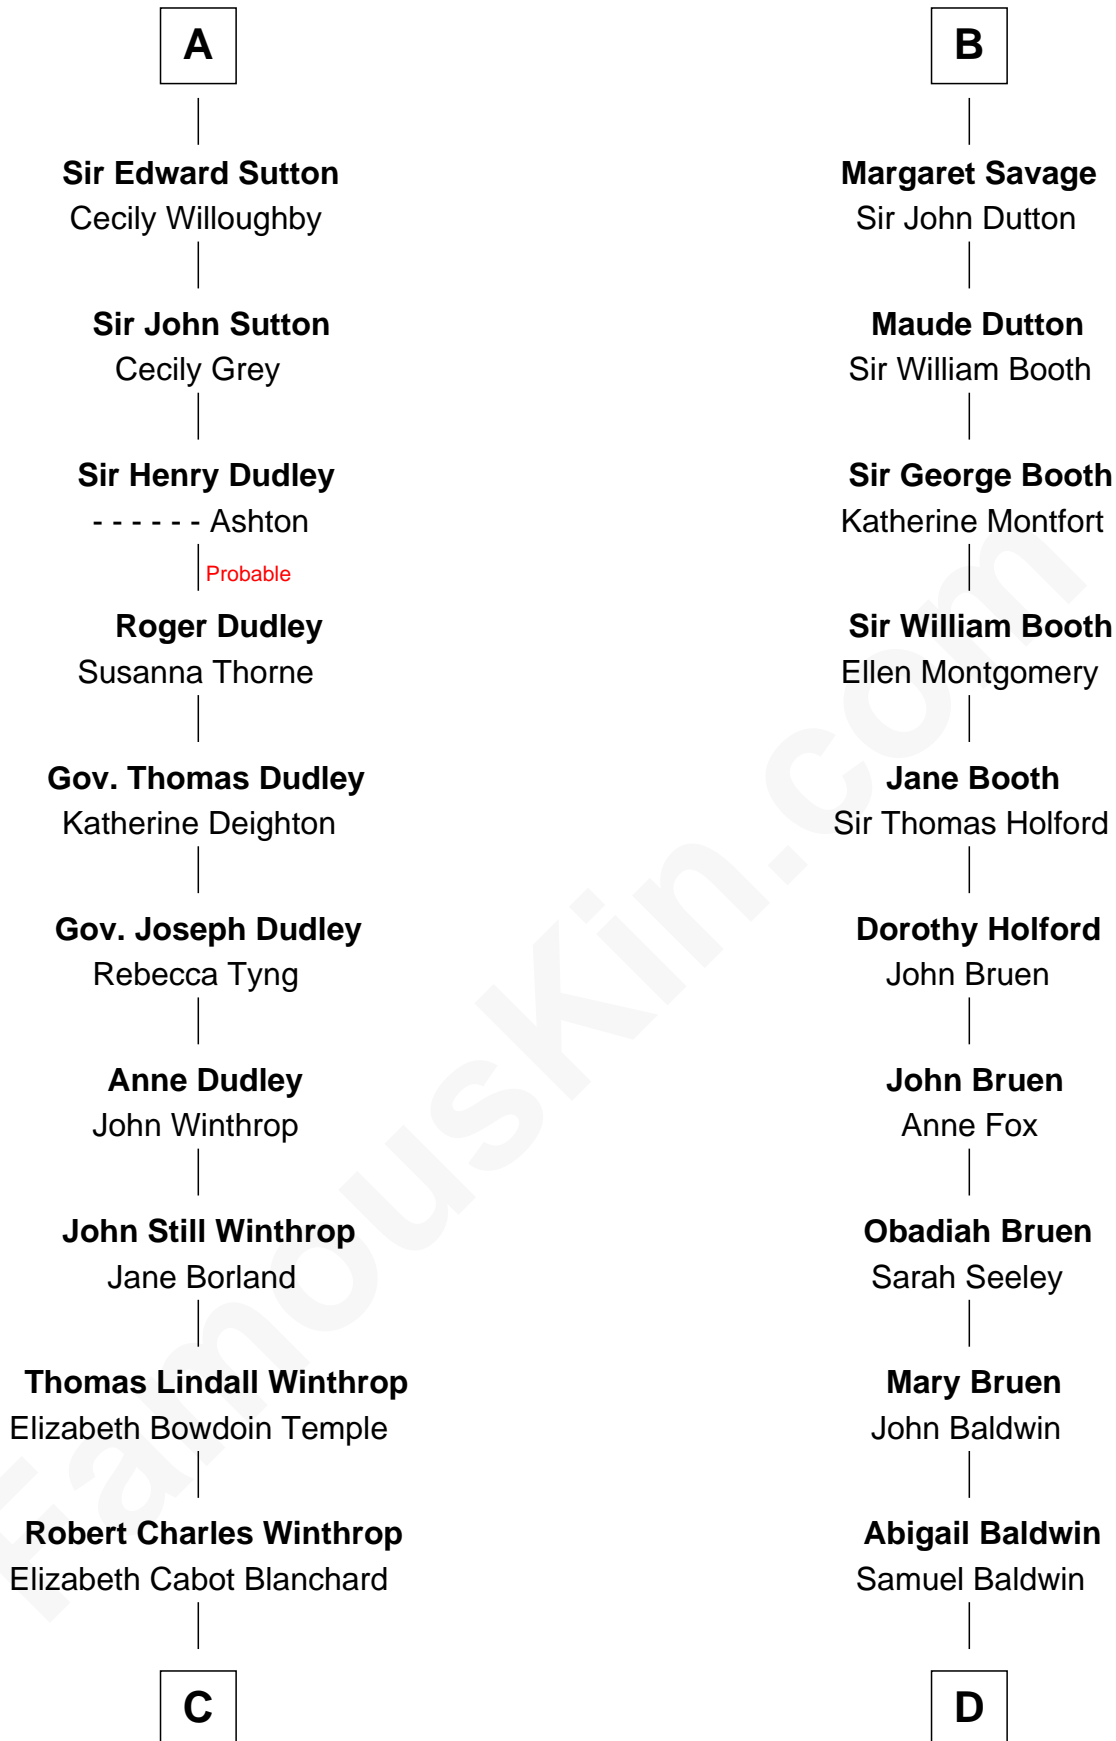 A
Sir Edward Sutton
Cecily Willoughby
Sir John Sutton
Cecily Grey
Sir Henry Dudley
- - - - - - Ashton
Probable
Roger Dudley
Susanna Thorne
Gov. Thomas Dudley
Katherine Deighton
Gov. Joseph Dudley
Rebecca Tyng
Anne Dudley
John Winthrop
John Still Winthrop
Jane Borland
Thomas Lindall Winthrop
Elizabeth Bowdoin Temple
Robert Charles Winthrop
Elizabeth Cabot Blanchard
C
B
Margaret Savage
Sir John Dutton
Maude Dutton
Sir William Booth
Sir George Booth
Katherine Montfort
Sir William Booth
Ellen Montgomery
Jane Booth
Sir Thomas Holford
Dorothy Holford
John Bruen
John Bruen
Anne Fox
Obadiah Bruen
Sarah Seeley
Mary Bruen
John Baldwin
Abigail Baldwin
Samuel Baldwin
D
FamousKin.com